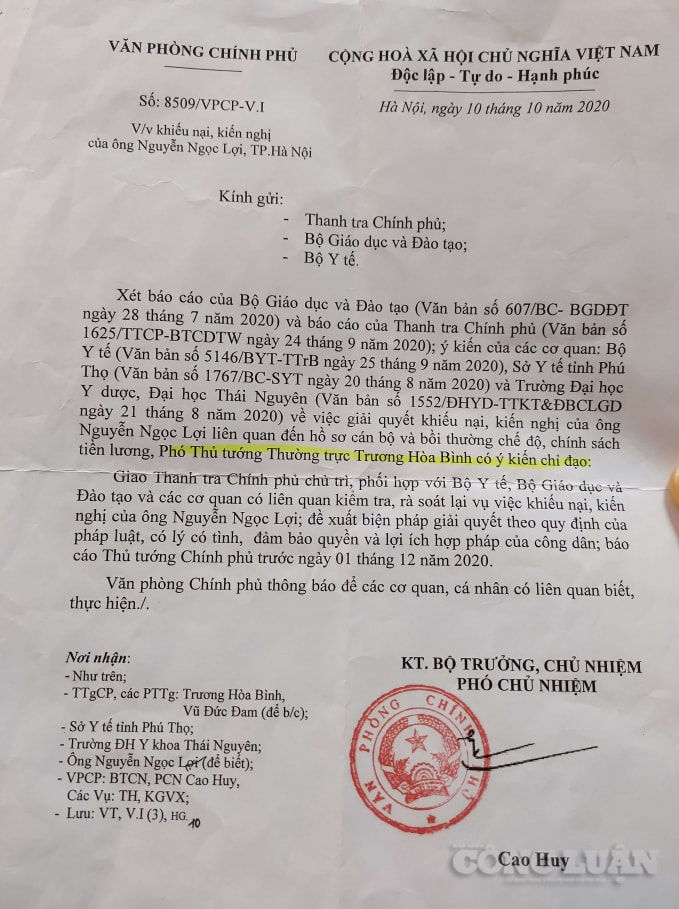 VĂN PHÒNG CHÍNH PHỦ
CỘNG HOÀ XÃ HỘI CHỦ NGHĨA VIỆT NAM
Độc lập - Tự do - Hạnh phúc
Số: 8509/VPCP-V.I
Hà Nội, ngày 10 tháng 10 năm 2020
V/v khiếu nại, kiến nghị
của ông Nguyễn Ngọc Lợi, TP.Hà Nội
Kính gửi:
- Thanh tra Chính phủ;
- Bộ Giáo dục và Đào tạo;
- Bộ Y tế.
Xét báo cáo của Bộ Giáo dục và Đào tạo (Văn bản số 607/BC- BGDĐT
ngày 28 tháng 7 năm 2020) và báo cáo của Thanh tra Chính phủ (Văn bản số
1625/TTCP-BTCDTW ngày 24 tháng 9 năm 2020); ý kiến của các cơ quan: Bộ
Y tế (Văn bản số 5146/BYT-TTrB ngày 25 tháng 9 năm 2020), Sở Y tế tỉnh Phú
Thọ (Văn bản số 1767/BC-SYT ngày 20 tháng 8 năm 2020) và Trường Đại học
Y dược, Đại học Thái Nguyên (Văn bản số 1552/ĐHYD-TTKT&ĐBCLGD
ngày 21 tháng 8 năm 2020) về việc giải quyết khiếu nại, kiến nghị của ông
Nguyễn Ngọc Lợi liên quan đến hồ sơ cán bộ và bồi thường chế độ, chính sách
tiền lương, Phó Thủ tướng Thường trực Trương Hòa Bình có ý kiến chỉ đạo:
Giao Thanh tra Chính phủ chủ trì, phối hợp với Bộ Y tế, Bộ Giáo dục và
Đào tạo và các cơ quan có liên quan kiểm tra, rà soát lại vụ việc khiếu nại, kiến
nghị của ông Nguyễn Ngọc Lợi; đề xuất biện pháp giải quyết theo quy định của
pháp luật, có lý có tình, đảm bảo quyền và lợi ích hợp pháp của công dân; báo
cáo Thủ tướng Chính phủ trước ngày 01 tháng 12 năm 2020.
Văn phòng Chính phủ thông báo để các cơ quan, cá nhân có liên quan biết,
thực hiện./.
Nơi nhận:
- Như trên;
- TTgCP, các PTTg: Trương Hòa Bình,
Vũ Đức Đam (để b/c);
- Sở Y tế tỉnh Phú Thọ;
- Trường ĐH Y khoa Thái Nguyên;
- Ông Nguyễn Ngọc Lợi (để biết);
- VPCP: BTCN, PCN Cao Huy,
Các Vụ: TH, KGVX;
- Lưu: VT, V.I (3), HG.10
KT. BỘ TRƯỞNG, CHỦ NHIỆM
PHÓ CHỦ NHIỆM
VĂN PHÒNG CHÍNH PHỦ
Cao Huy
CÔNG LUẬN